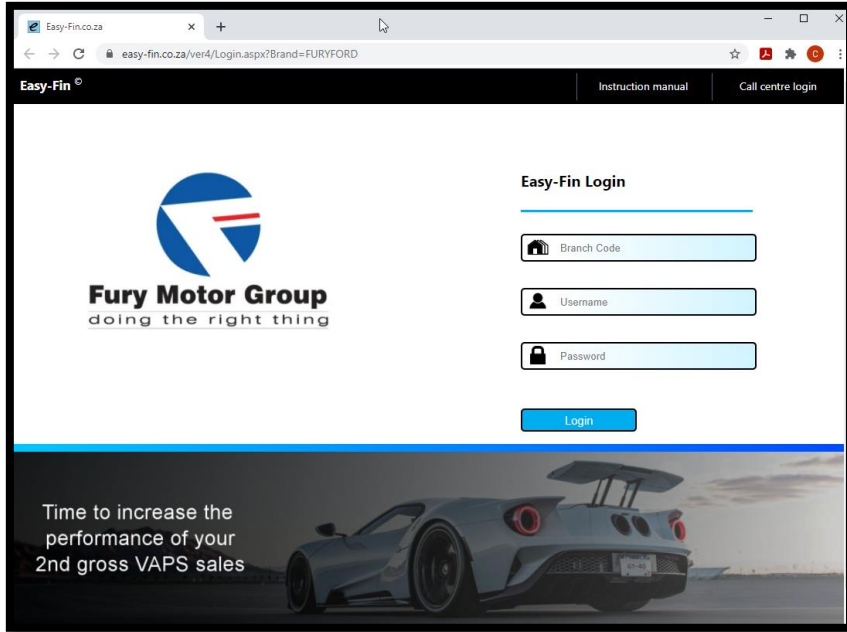 Easy-Fin.co.za
easy-fin.co.za/ver4/Login.aspx?Brand=FURYFORD
C
Easy-Fin ©
Instruction manual
Call centre login
Easy-Fin Login
Branch Code
Username
Password
Login
Fury Motor Group
doing the right thing
Time to increase the
performance of your
2nd gross VAPS sales
GT-40